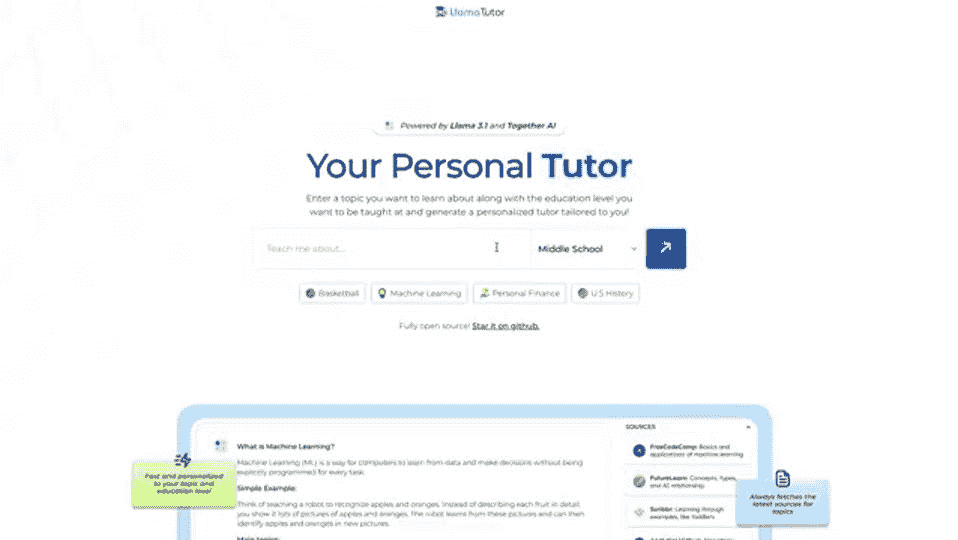 LlamaTutor
Powered by Llama 3.1 and Together AI
Your Personal Tutor
Enter a topic you want to learn about along with the education level you
want to be taught at and generate a personalized tutor tailored to you!
Teach me about...
Middle School
Basketball
Machine Learning
Personal Finance
U.S History
Fully open source! Star it on github.
What is Machine Learning?
Machine Learning (ML) is a way for computers to learn from data and make decisions without being
explicitly programmed for every task.
Simple Example:
Think of teaching a robot to recognize apples and oranges. Instead of describing each fruit in detail
you show it lots of pictures of apples and oranges. The robot learns from these pictures and can then
identify apples and oranges in new pictures.
Main topics:
SOURCES
FreeCodeCamp: Basics and
applications of machine learning
FutureLearn: Concepts, types,
and AI relationship
Scribbr: Learning through
examples, like toddlers
Fast and personalized
to your topic and
education level
Always fetches the
latest sources for
topics